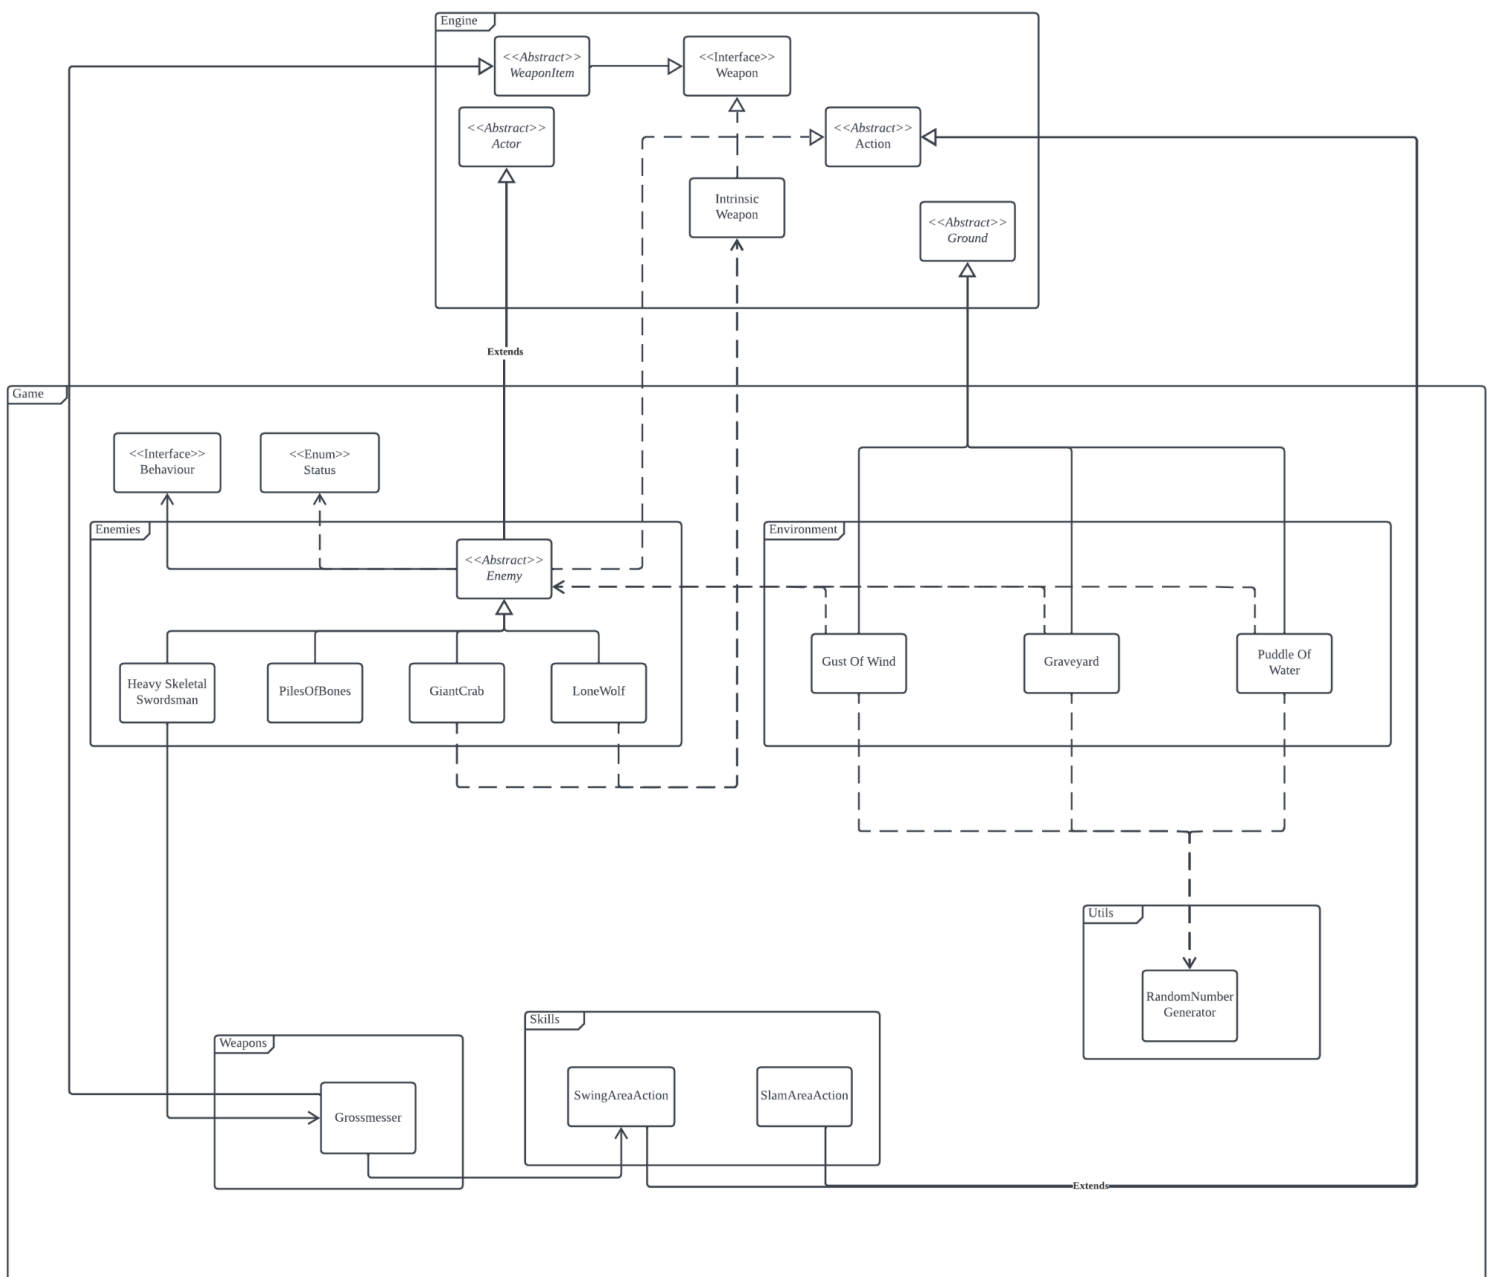 Engine
<<Abstract>>
WeaponItem
<<Interface>>
Weapon
<<Abstract>>
Actor
<<Abstract>>
Action
Intrinsic
Weapon
<<Abstract>>
Ground
Extends
Game
<<Interface>>
Behaviour
<<Enum>>
Status
Enemies
<<Abstract>>
Enemy
Environment
Heavy Skeletal
Swordsman
PilesOfBones
GiantCrab
LoneWolf
Gust Of Wind
Graveyard
Puddle Of
Water
Utils
RandomNumber
Generator
Weapons
Grossmesser
Skills
SwingAreaAction
SlamAreaAction
Extends